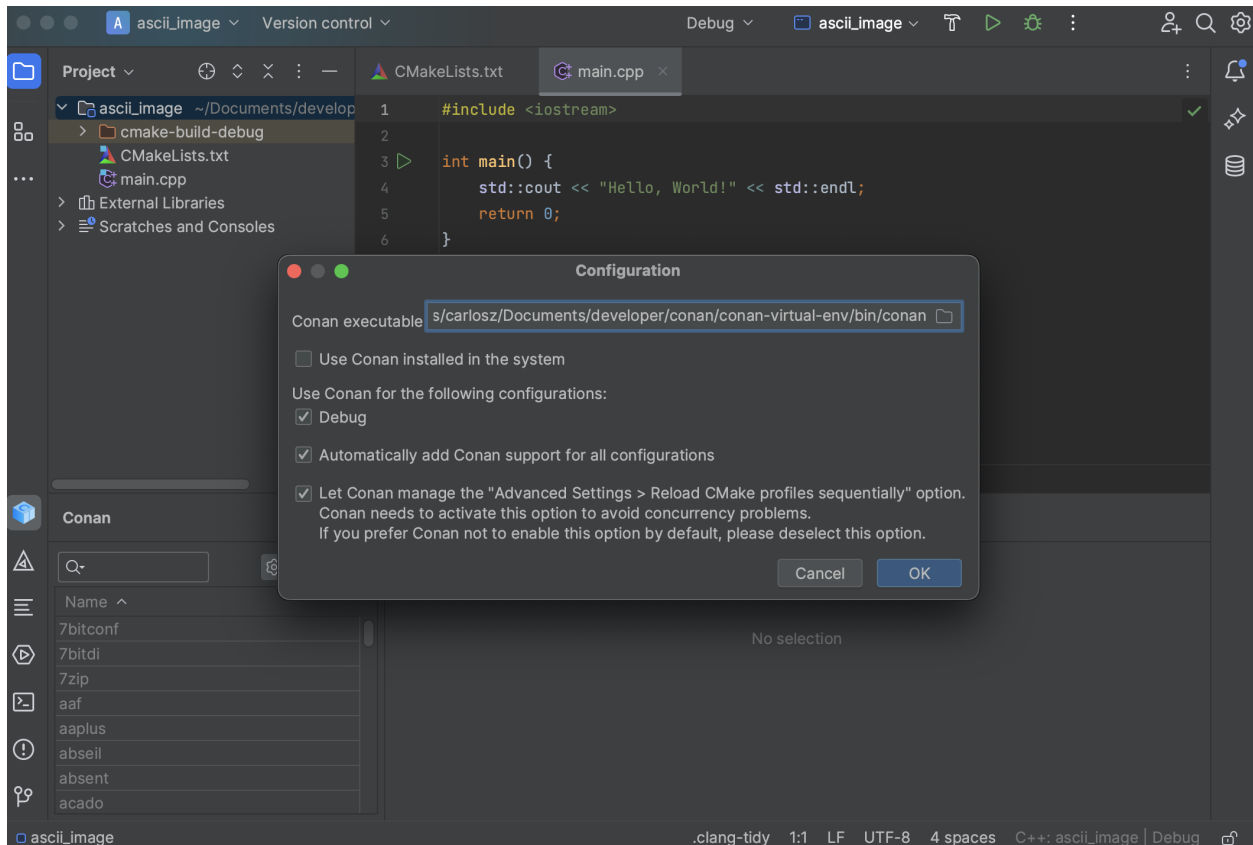 A ascii_image Version control Debug ascii_image
Project
CMakeLists.txt main.cpp
ascii_image ~/Documents/develop
cmake-build-debug
CMakeLists.txt
main.cpp
External Libraries
Scratches and Consoles
1 #include <iostream>
2
3 int main() {
4 std::cout << "Hello, World!" << std::endl;
5 return 0;
6 }
Configuration
Conan executable s/carlosz/Documents/developer/conan/conan-virtual-env/bin/conan
Use Conan installed in the system
Use Conan for the following configurations:
Debug
Automatically add Conan support for all configurations
Let Conan manage the "Advanced Settings > Reload CMake profiles sequentially" option.
Conan needs to activate this option to avoid concurrency problems.
If you prefer Conan not to enable this option by default, please deselect this option.
Cancel OK
Conan
Name
7bitconf
7bitdi
7zip
aaf
aaplus
abseil
absent
acado
No selection
ascii_image .clang-tidy 1:1 LF UTF-8 4 spaces C++: ascii_image | Debug